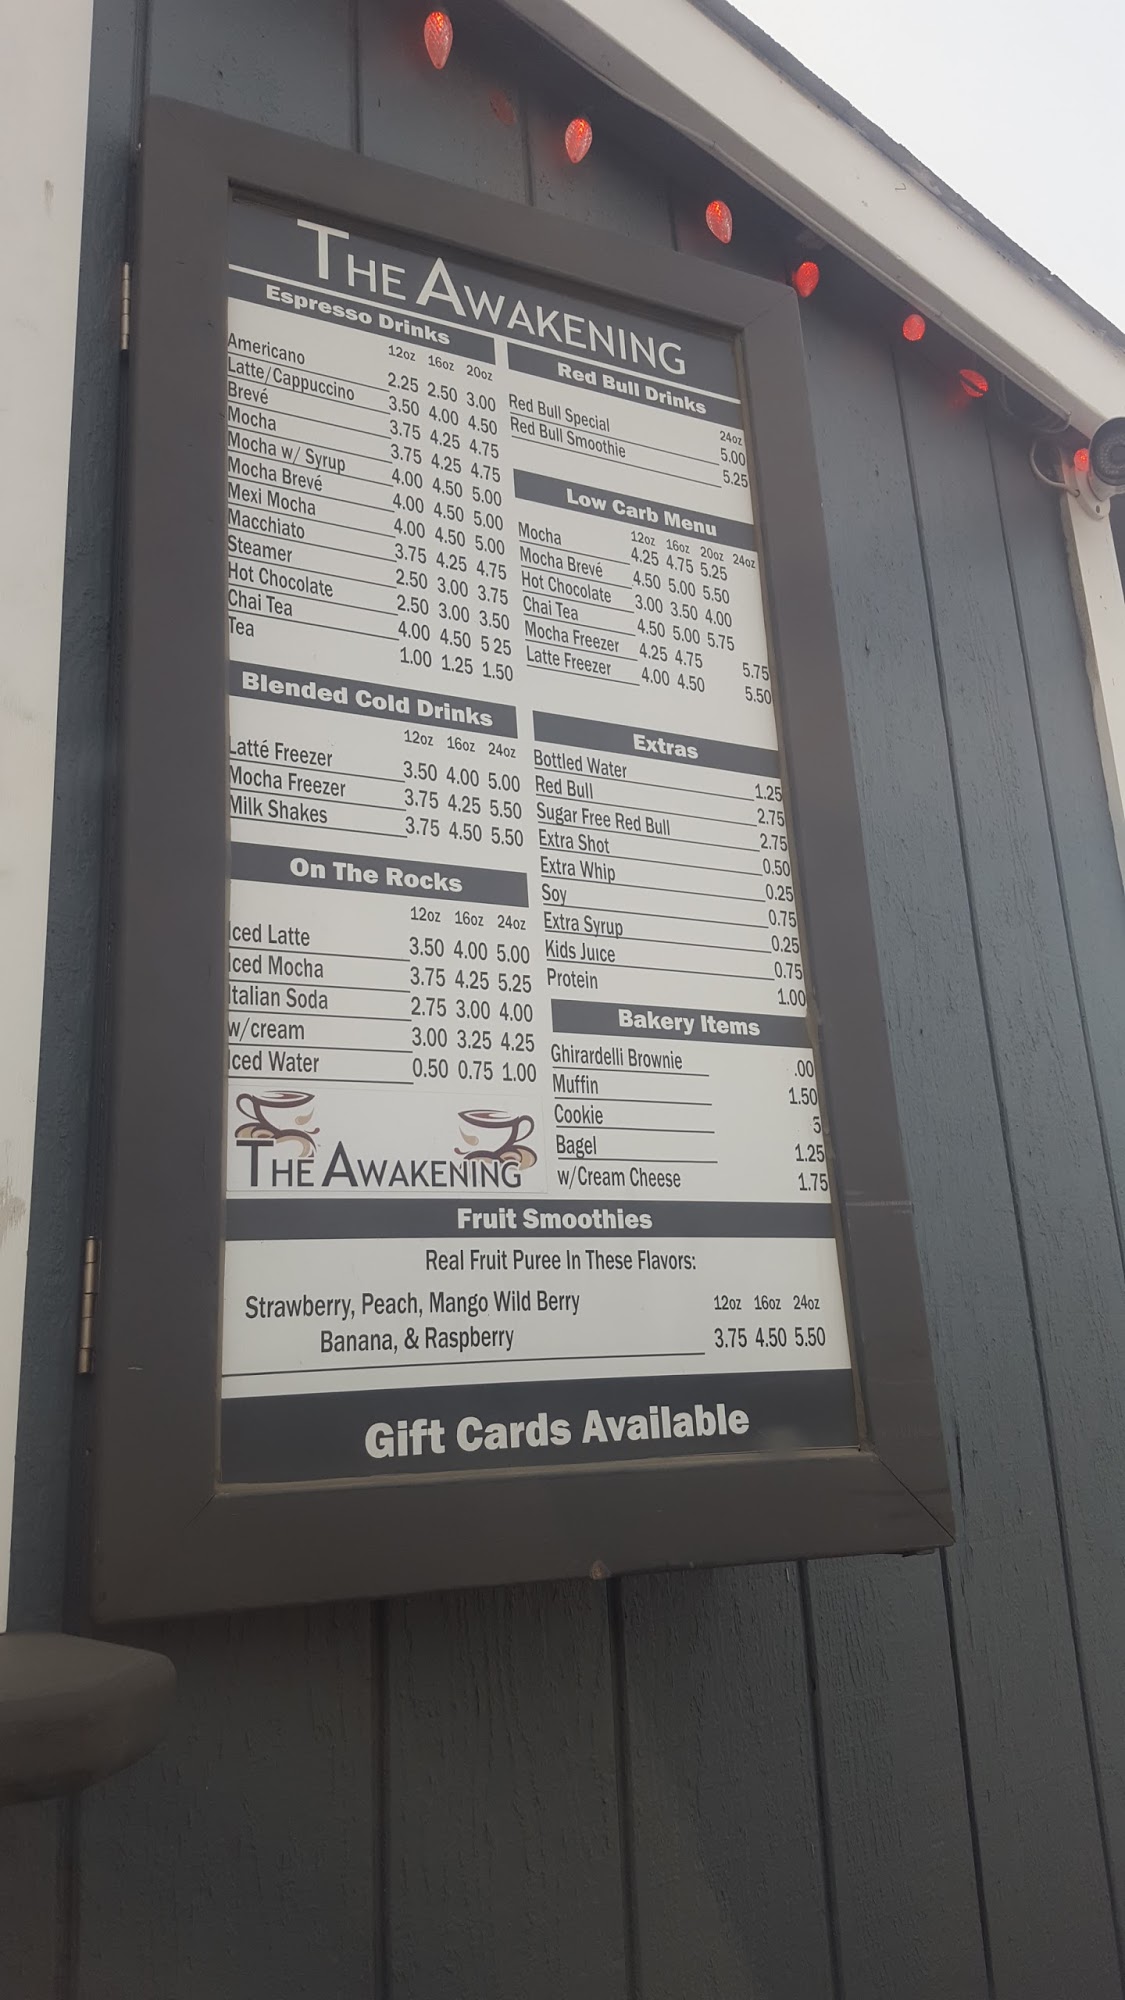 THE AWAKENING
Espresso Drinks
12oz 16oz 20oz
Americano 2.25 2.50 3.00
Latte/Cappuccino 3.50 4.00 4.50
Brevé 3.75 4.25 4.75
Mocha 3.75 4.25 4.75
Mocha w/ Syrup 4.00 4.50 5.00
Mocha Brevé 4.00 4.50 5.00
Mexi Mocha 4.00 4.50 5.00
Macchiato 3.75 4.25 4.75
Steamer 2.50 3.00 3.75
Hot Chocolate 2.50 3.00 3.50
Chai Tea 4.00 4.50 5 25
Tea 1.00 1.25 1.50
Blended Cold Drinks
12oz 16oz 24oz
Latté Freezer 3.50 4.00 5.00
Mocha Freezer 3.75 4.25 5.50
Milk Shakes 3.75 4.50 5.50
On The Rocks
12oz 16oz 24oz
Iced Latte 3.50 4.00 5.00
Iced Mocha 3.75 4.25 5.25
Italian Soda 2.75 3.00 4.00
w/cream 3.00 3.25 4.25
Iced Water 0.50 0.75 1.00
THE AWAKENING
Red Bull Drinks
24oz
Red Bull Special 5.00
Red Bull Smoothie 5.25
Low Carb Menu
12oz 16oz 20oz 24oz
Mocha 4.25 4.75 5.25
Mocha Brevé 4.50 5.00 5.50
Hot Chocolate 3.00 3.50 4.00
Chai Tea 4.50 5.00 5.75
Mocha Freezer 4.25 4.75 5.75
Latte Freezer 4.00 4.50 5.50
Extras
Bottled Water 1.25
Red Bull 2.75
Sugar Free Red Bull 2.75
Extra Shot 0.50
Extra Whip 0.25
Soy 0.75
Extra Syrup 0.25
Kids Juice 0.75
Protein 1.00
Bakery Items
Ghirardelli Brownie .00
Muffin 1.50
Cookie
Bagel 1.25
w/Cream Cheese 1.75
Fruit Smoothies
Real Fruit Puree In These Flavors:
Strawberry, Peach, Mango Wild Berry 12oz 16oz 24oz
Banana, & Raspberry 3.75 4.50 5.50
Gift Cards Available